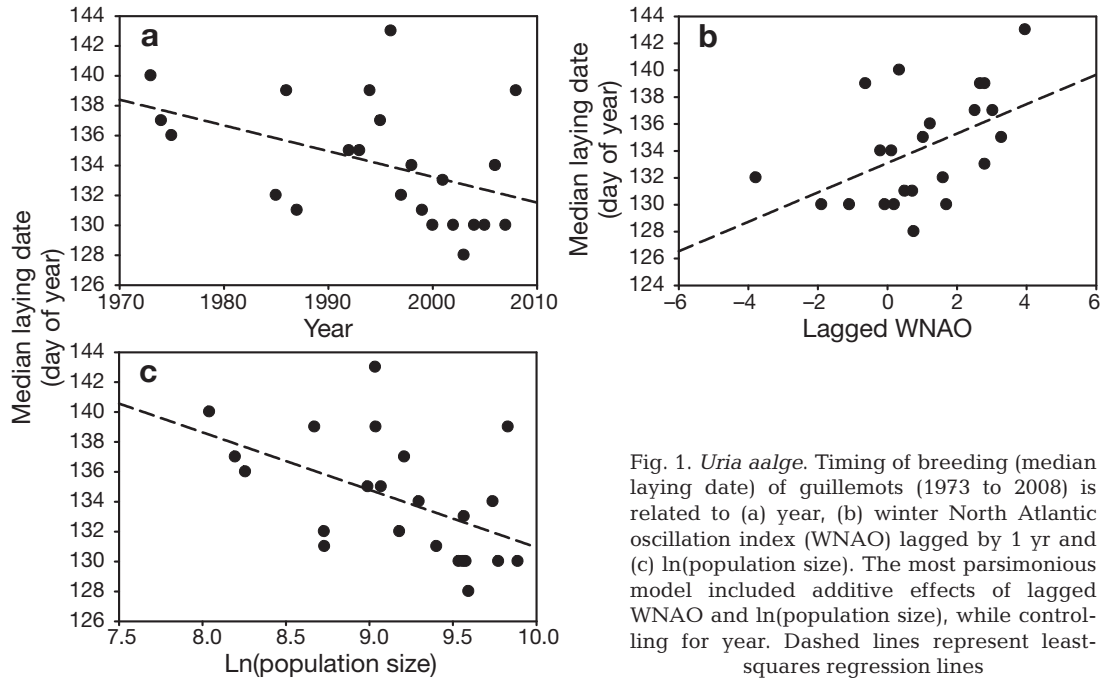 144
142
140
138
136
134
132
130
128
126
a
1970 1980 1990 2000 2010
Year
Median laying date
(day of year)
144
142
140
138
136
134
132
130
128
126
124
b
−6 −4 −2 0 2 4 6
Lagged WNAO
Median laying date
(day of year)
144
142
140
138
136
134
132
130
128
126
c
7.5 8.0 8.5 9.0 9.5 10.0
Ln(population size)
Fig. 1. Uria aalge. Timing of breeding (median
laying date) of guillemots (1973 to 2008) is
related to (a) year, (b) winter North Atlantic
oscillation index (WNAO) lagged by 1 yr and
(c) ln(population size). The most parsimonious
model included additive effects of lagged
WNAO and ln(population size), while control-
ling for year. Dashed lines represent least-
squares regression lines